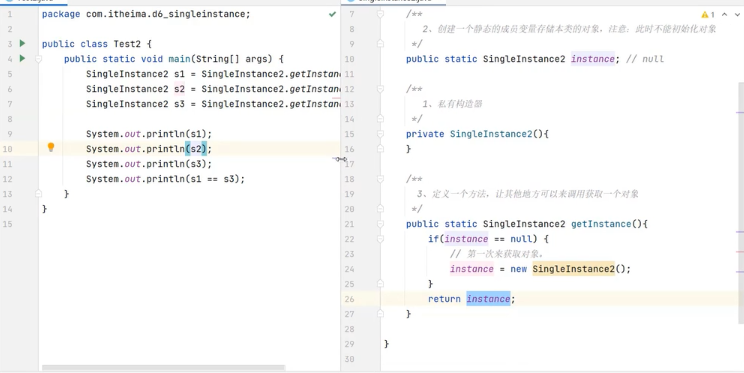 package com.itheima.d6_singleinstance;
public class Test2 {
public static void main(String[] args) {
SingleInstance2 s1 = SingleInstance2.getInstan
SingleInstance2 s2 = SingleInstance2.getInstan
SingleInstance2 s3 = SingleInstance2.getInstan
System.out.println(s1);
System.out.println(s2);
System.out.println(s3);
System.out.println(s1 == s3);
}
}
1
2
3
4
5
6
7
8
9
10
11
12
13
14
15
/**
2、创建一个静态的成员变量存储本类的对象，注意：此时不能初始化对象
*/
public static SingleInstance2 instance; // null
/**
1、私有构造器
*/
private SingleInstance2(){
}
/**
3、定义一个方法，让其他地方可以来调用获取一个对象
*/
public static SingleInstance2 getInstance(){
if(instance == null) {
// 第一次来获取对象。
instance = new SingleInstance2();
}
return instance;
}
}
7
8
9
10
11
12
13
14
15
16
17
18
19
20
21
22
23
24
25
26
27
28
29
30
1